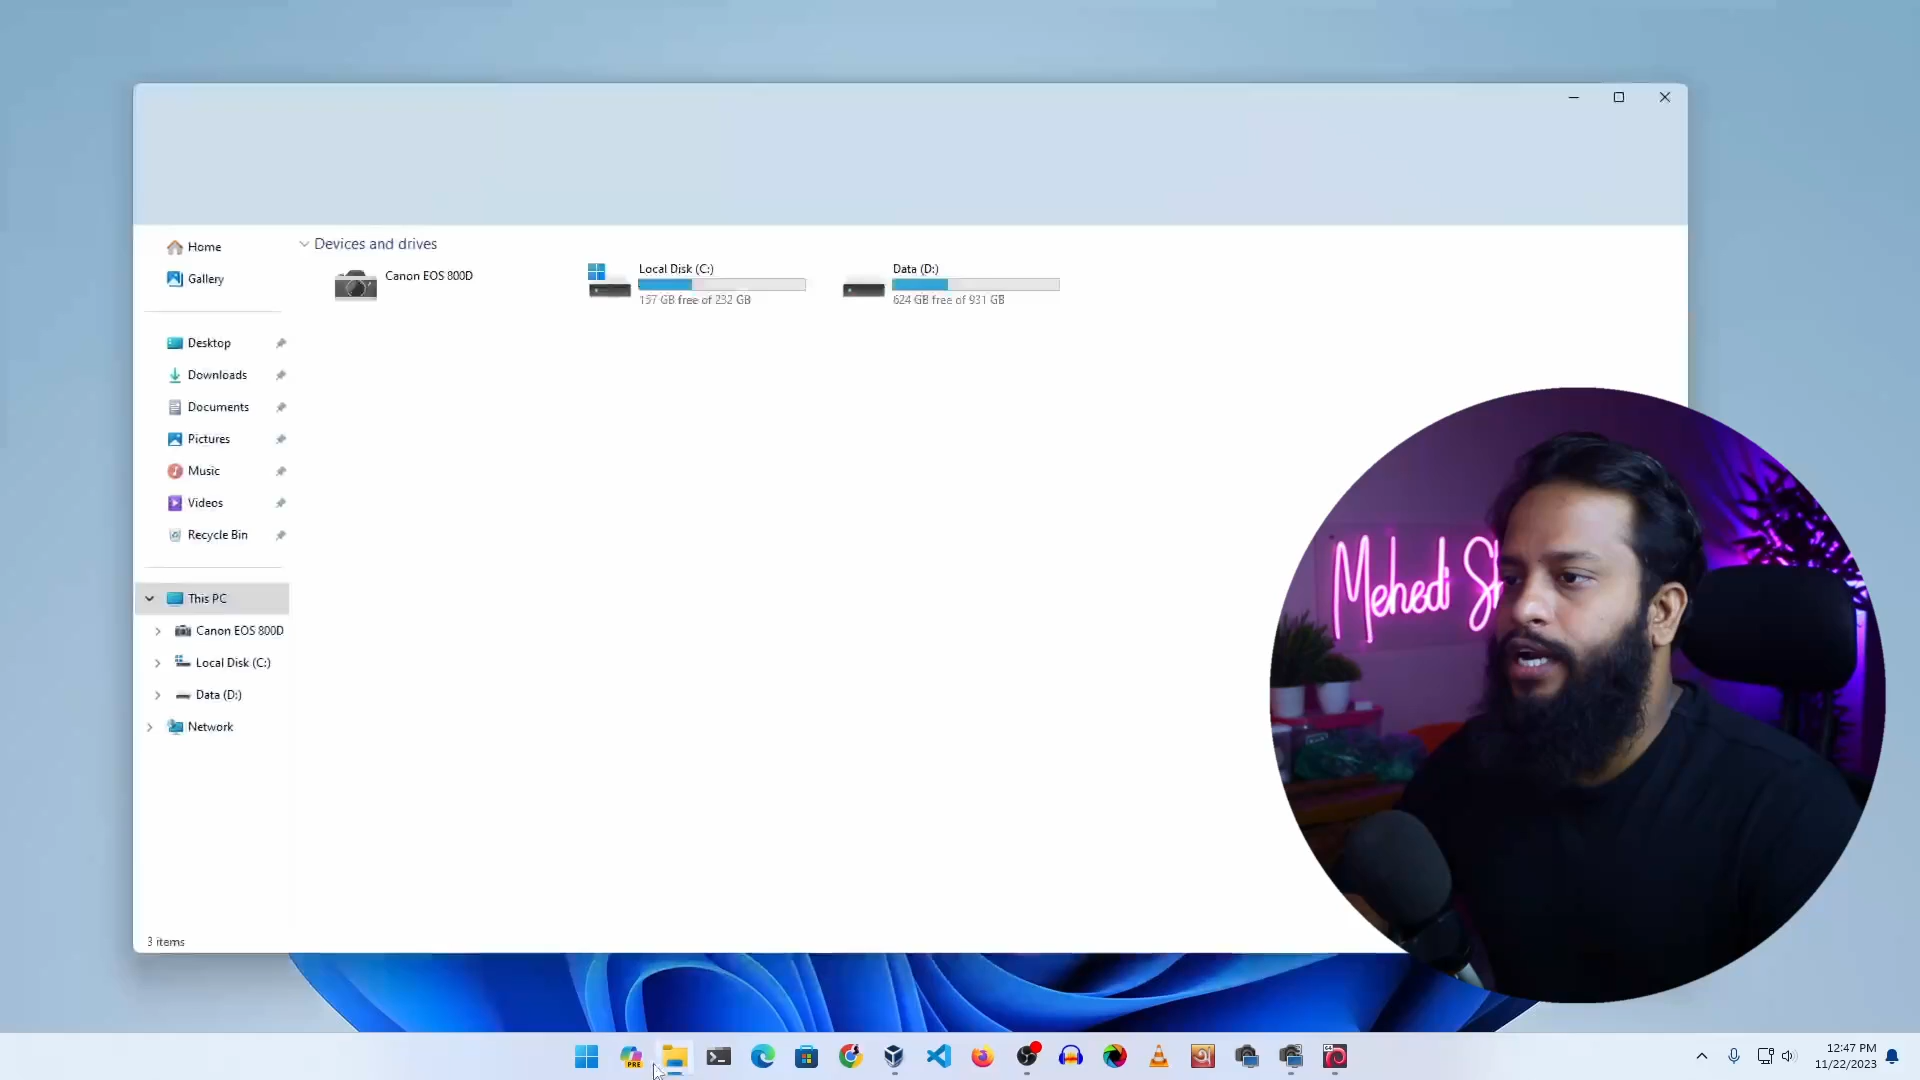 Home
Gallery
Desktop
Downloads
Documents
Pictures
Music
Videos
Recycle Bin
This PC
Canon EOS 800D
Local Disk (C:)
Data (D:)
Network
Devices and drives
Canon EOS 800D
Local Disk (C:)
157 GB free of 232 GB
Data (D:)
624 GB free of 931 GB
3 items
Mehedi Sh
PRE
12:47 PM
11/22/2023